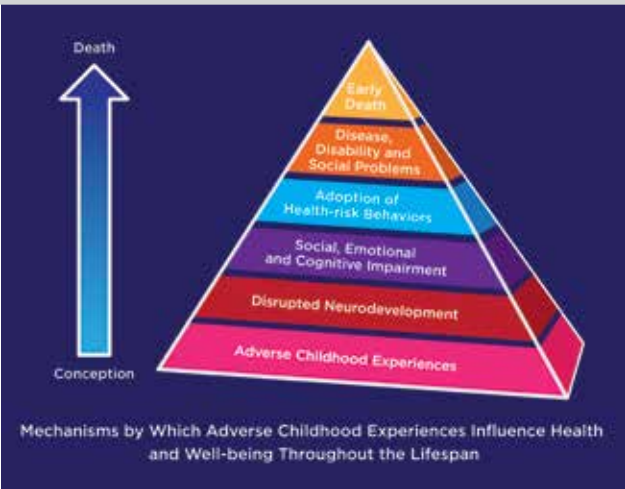 Death
Early
Death
Disease,
Disability and
Social Problems
Adoption of
Health-risk Behaviors
Social, Emotional
and Cognitive Impairment
Disrupted Neurodevelopment
Adverse Childhood Experiences
Conception
Mechanisms by Which Adverse Childhood Experiences Influence Health
and Well-being Throughout the Lifespan